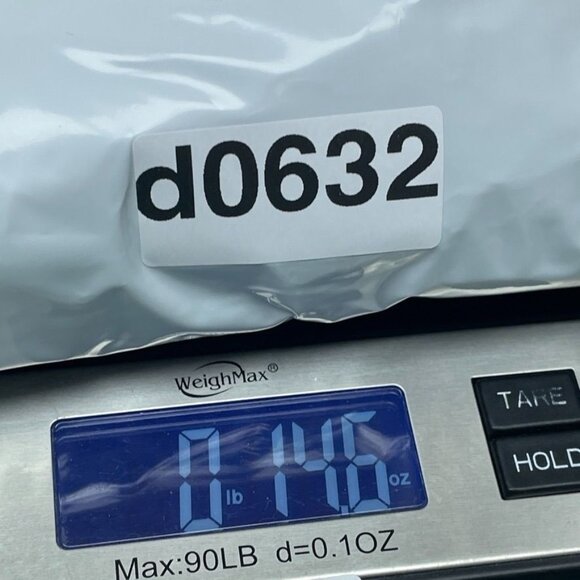 d0632
WeighMax®
TARE
HOLD
0 lb 14.6 oz
Max:90LB d=0.1OZ